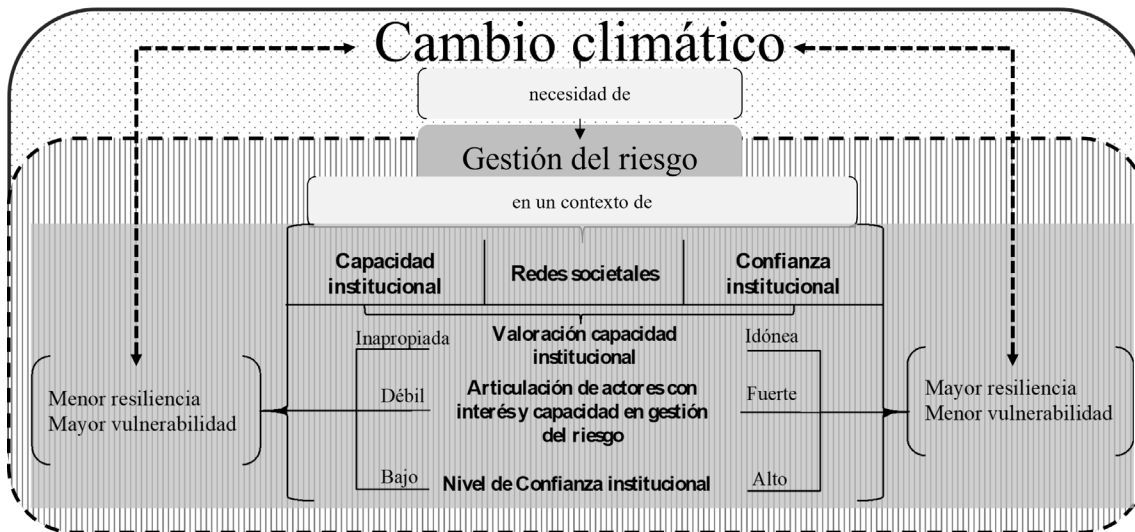 Cambio climático
necesidad de
Gestión del riesgo
en un contexto de
Capacidad
institucional
Redes societales
Confianza
institucional
Inapropiada
Valoración capacidad
institucional
Idónea
Menor resiliencia
Mayor vulnerabilidad
Débil
Articulación de actores con
interés y capacidad en gestión
del riesgo
Fuerte
Mayor resiliencia
Menor vulnerabilidad
Bajo
Nivel de Confianza institucional
Alto